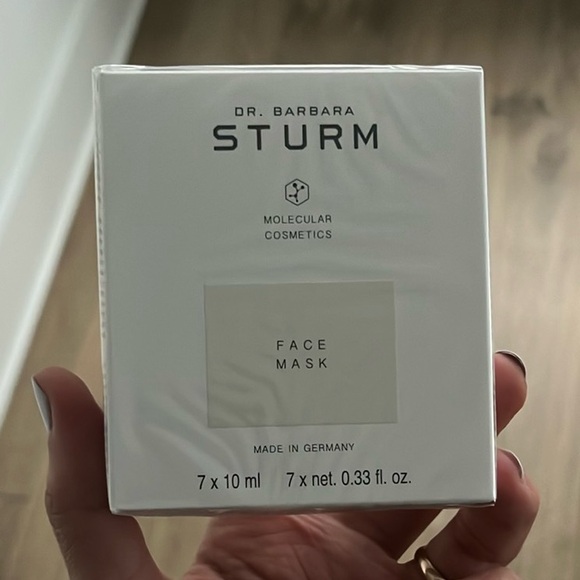 DR. BARBARA
STURM
MOLECULAR
COSMETICS
FACE
MASK
MADE IN GERMANY
7 x 10 ml 7 x net. 0.33 fl. oz.